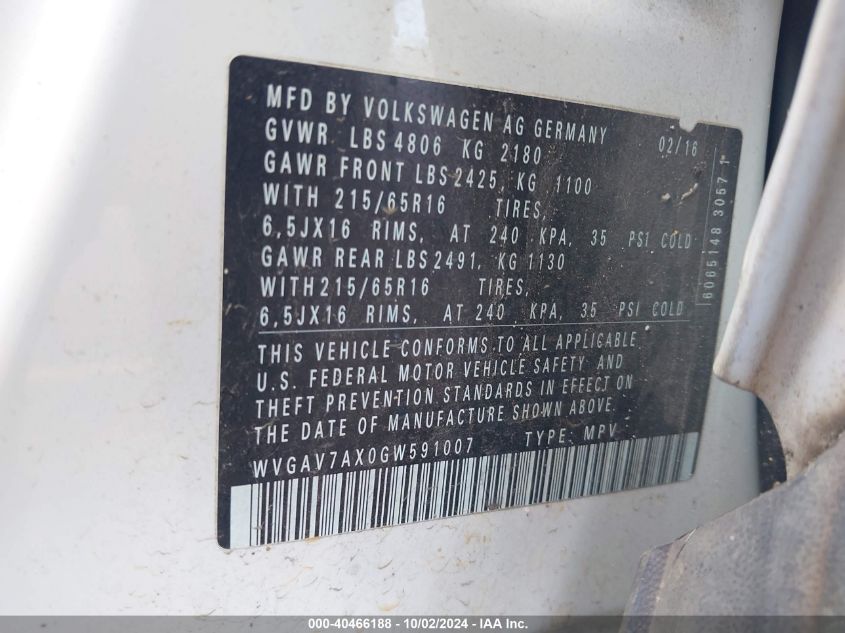 MFD BY VOLKSWAGEN AG GERMANY 02/16
GVWR LBS 4806 KG 2180
GAWR FRONT LBS2425, KG 1100
WITH 215/65R16 TIRES,
6,5JX16 RIMS, AT 240 KPA, 35 PSI COLD
GAWR REAR LBS2491, KG 1130
WITH215/65R16 TIRES,
6,5JX16 RIMS, AT 240 KPA, 35 PSI COLD
THIS VEHICLE CONFORMS TO ALL APPLICABLE
U.S. FEDERAL MOTOR VEHICLE SAFETY AND
THEFT PREVENTION STANDARDS IN EFFECT ON
THE DATE OF MANUFACTURE SHOWN ABOVE.
WVGAV7AX0GW591007 TYPE: MPV
6065148 3057 1
000-40466188 - 10/02/2024 - IAA Inc.